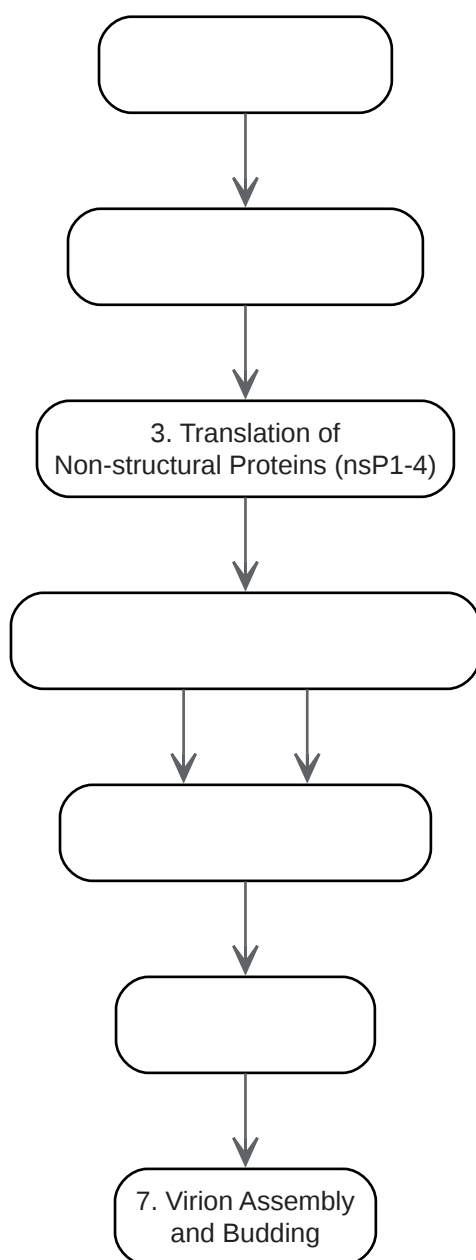 3. Translation of
Non-structural Proteins (nsP1-4)
7. Virion Assembly
and Budding